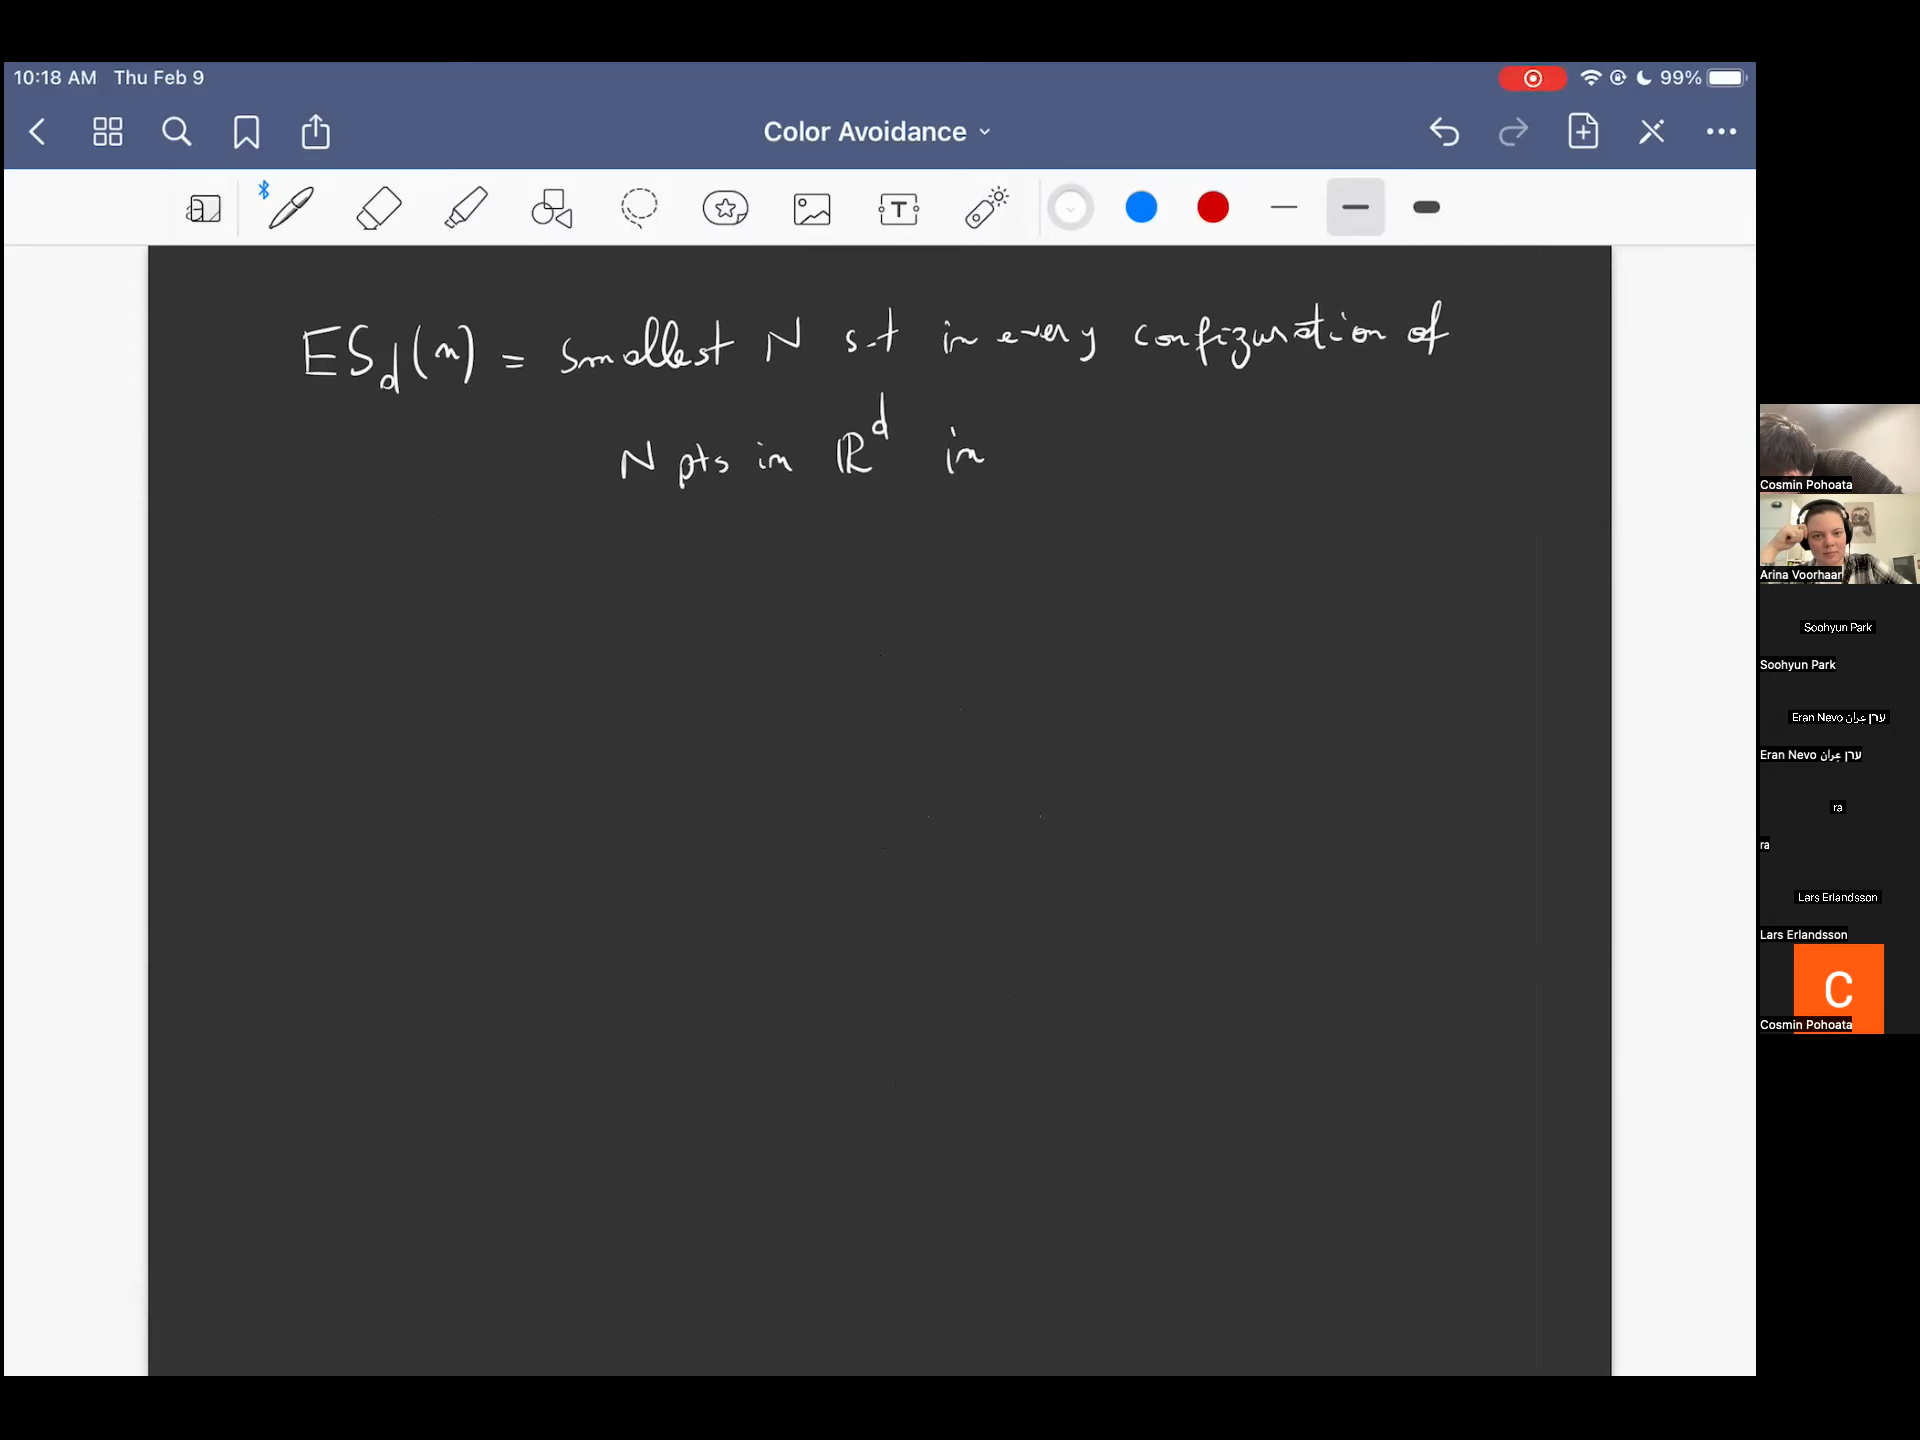 10:18 AM Thu Feb 9
99%
Color Avoidance
T
ES_d(n) = smallest N s.t in every configuration of
N pts in ℝ^d in
Cosmin Pohoata
Arina Voorhaar
Soohyun Park
Soohyun Park
Eran Nevo ערן عران
Eran Nevo ערן عران
ra
ra
Lars Erlandsson
Lars Erlandsson
C
Cosmin Pohoata